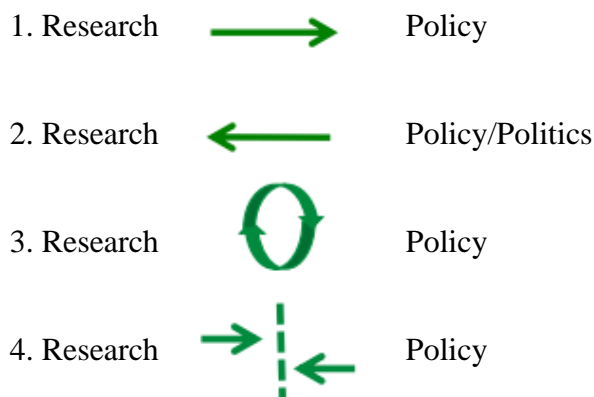 1. Research Policy
2. Research Policy/Politics
3. Research Policy
4. Research Policy